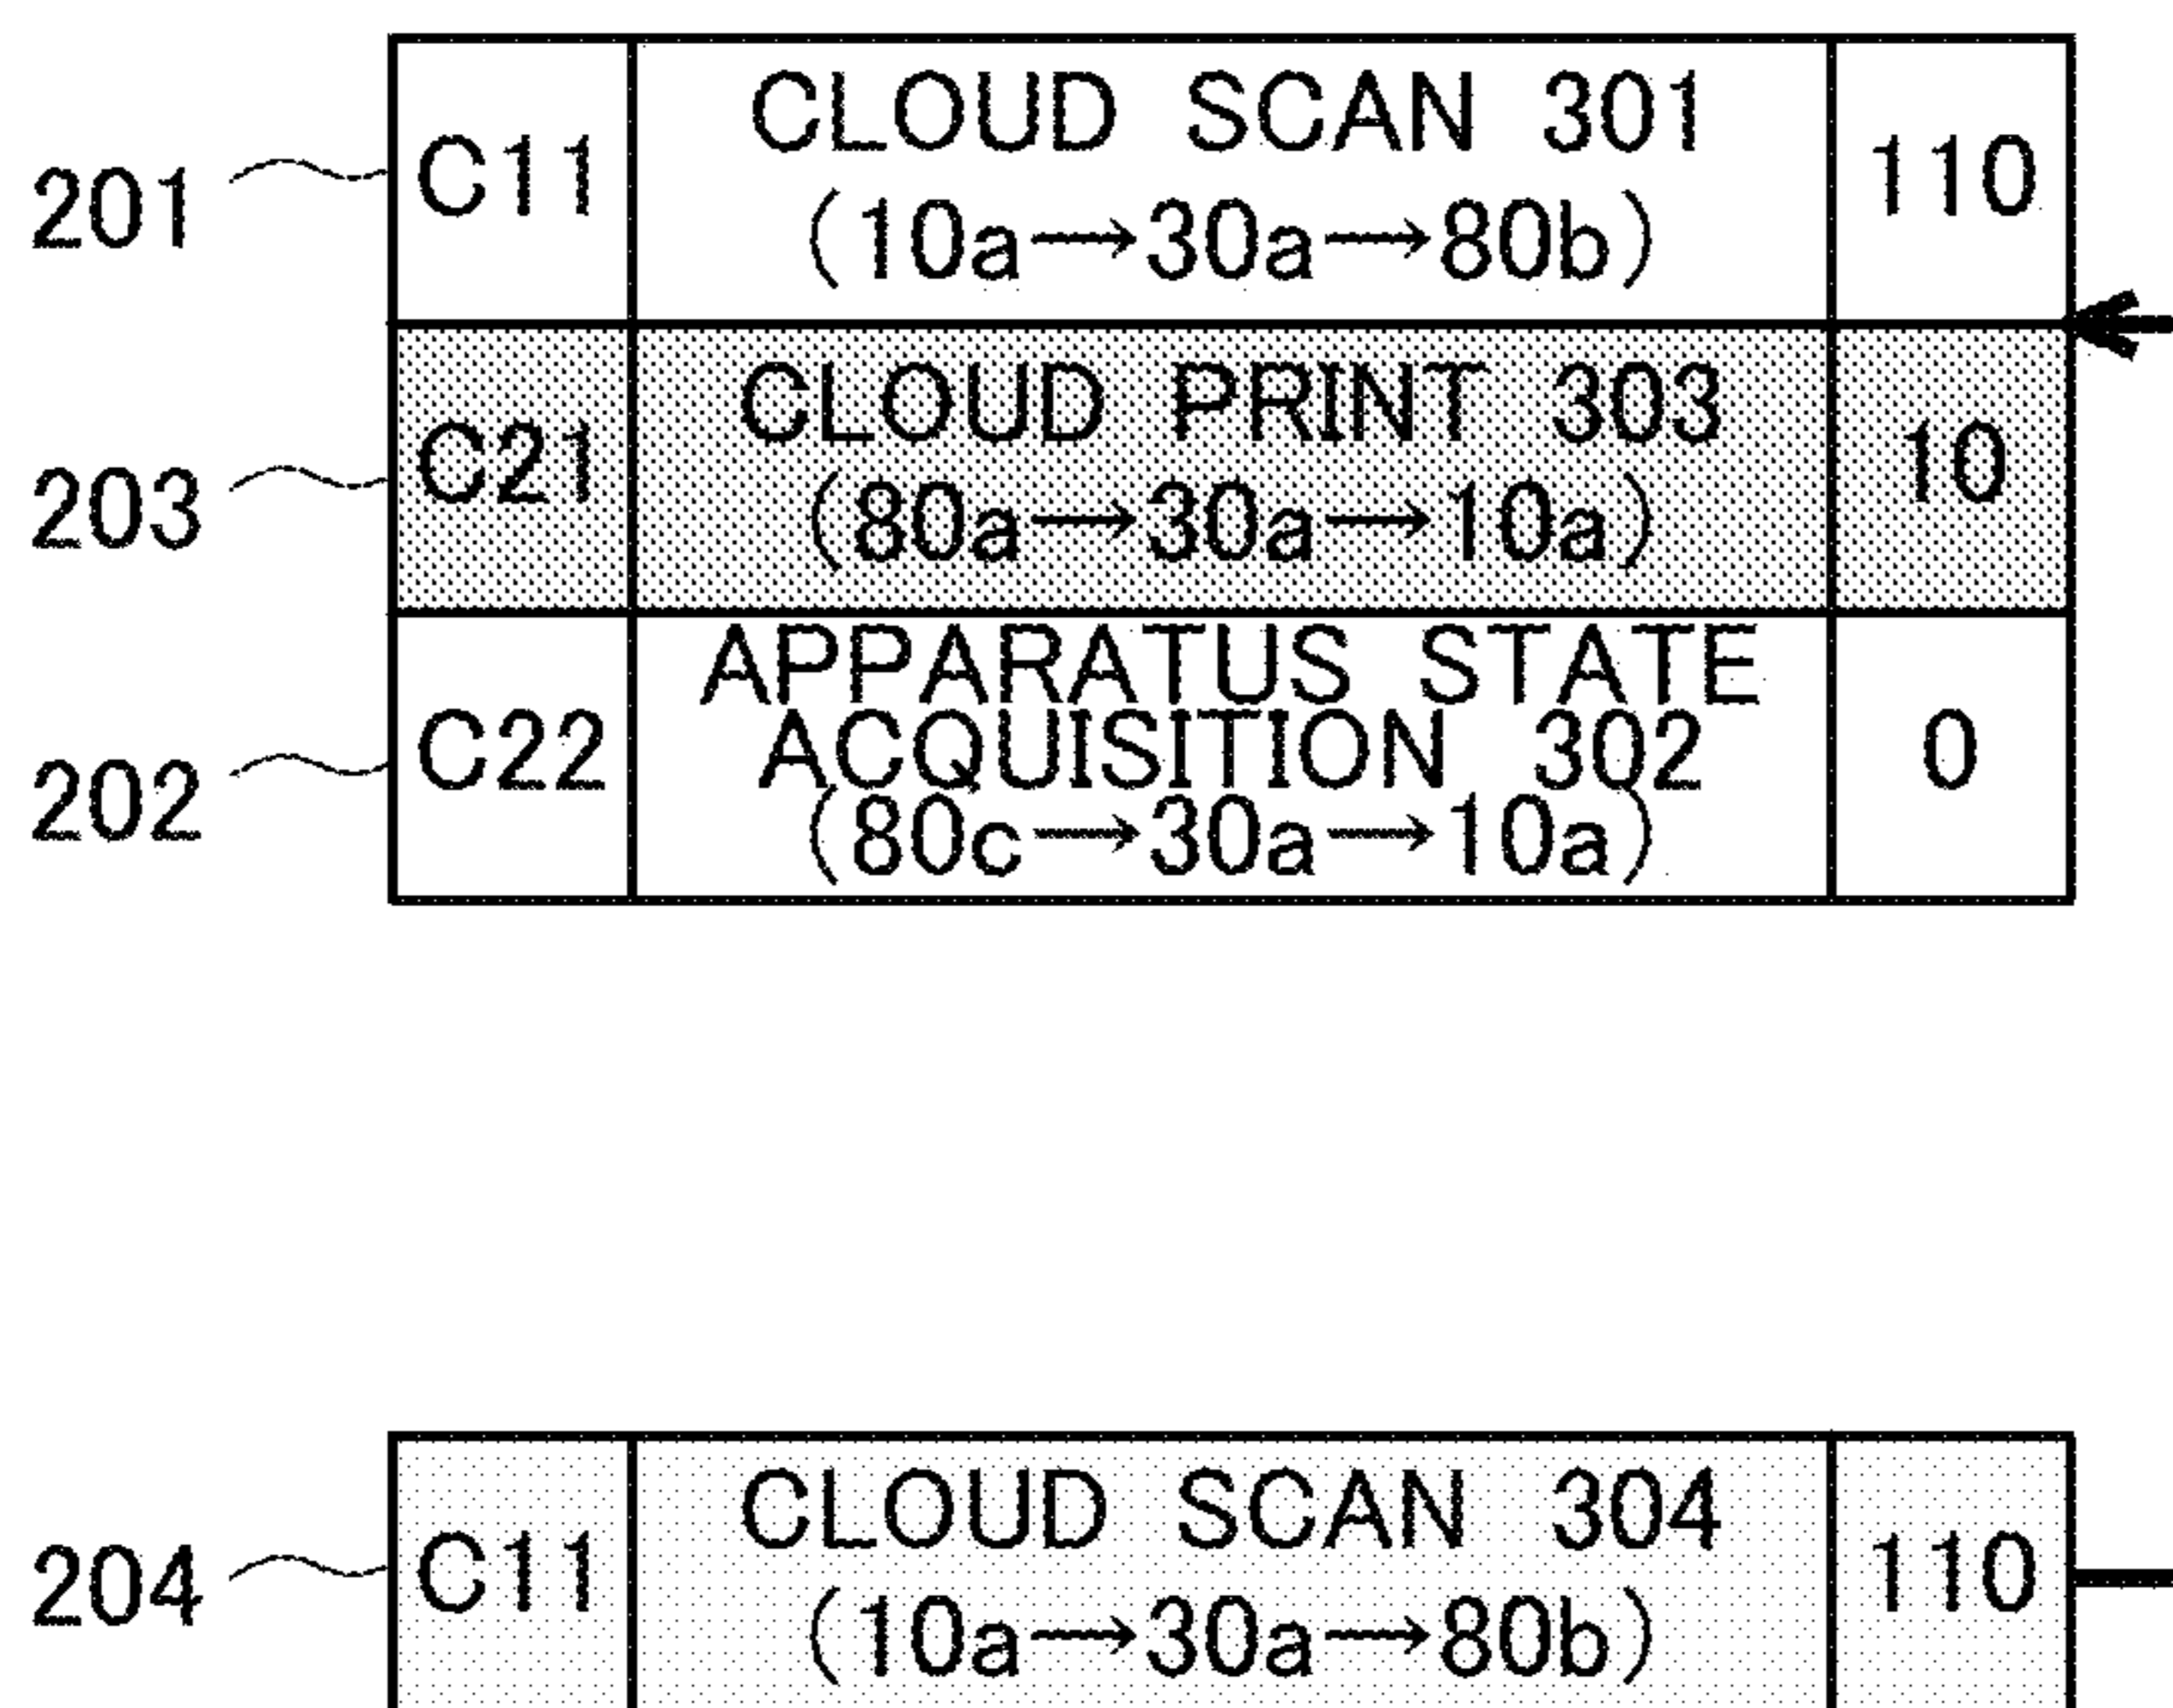 201 C11 CLOUD SCAN 301 110
(10a→30a→80b)
203 C21 CLOUD PRINT 303 10
(80a→30a→10a)
202 C22 APPARATUS STATE
ACQUISITION 302 0
(80c→30a→10a)
204 C11 CLOUD SCAN 304 110
(10a→30a→80b)